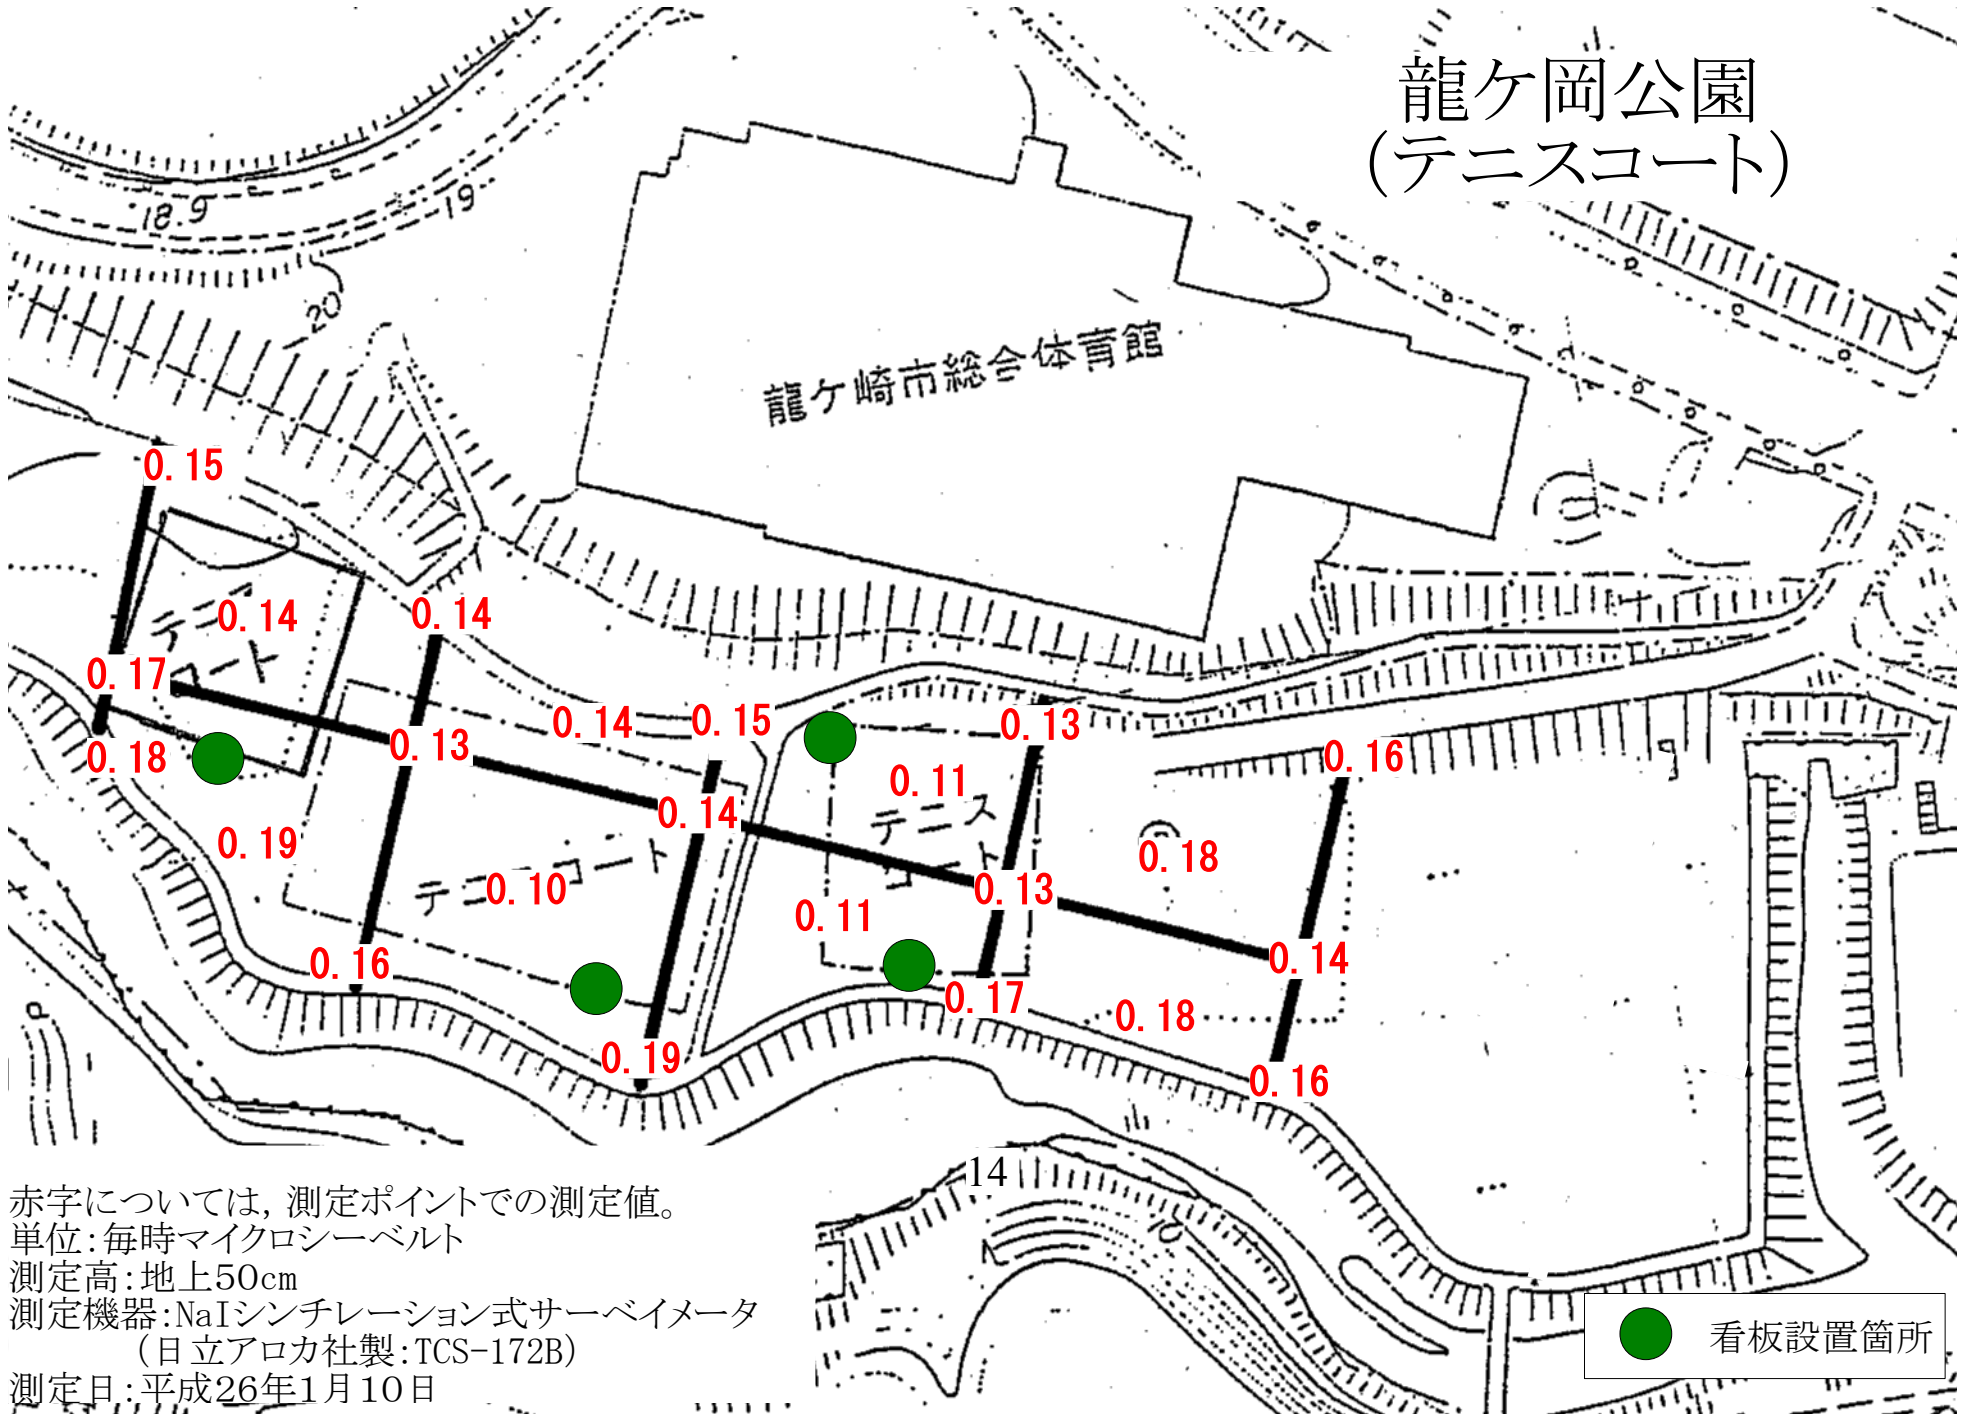 龍ケ岡公園
(テニスコート)
18.9
19
20
龍ケ崎市総合体育館
0.15
テニス
0.14
コート
0.14
0.17
0.14
0.15
0.13
0.18
0.13
0.16
0.11
0.14
テニス
0.19
0.18
テニスコート
0.10
コート
0.13
0.11
0.16
0.14
0.17
0.18
0.19
0.16
14
赤字については,測定ポイントでの測定値。
単位:毎時マイクロシーベルト
測定高:地上50cm
測定機器:NaIシンチレーション式サーベイメータ
(日立アロカ社製:TCS-172B)
測定日:平成26年1月10日
看板設置箇所